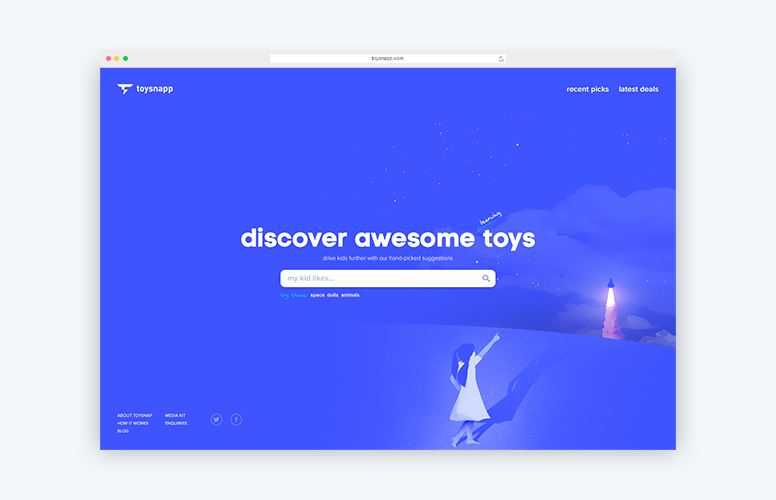 toysnapp.com
toysnapp
recent picks latest deals
learning
discover awesome toys
drive kids further with our hand-picked suggestions
my kid likes...
try these: space dolls animals
ABOUT TOYSNAP MEDIA KIT
HOW IT WORKS ENQUIRIES
BLOG